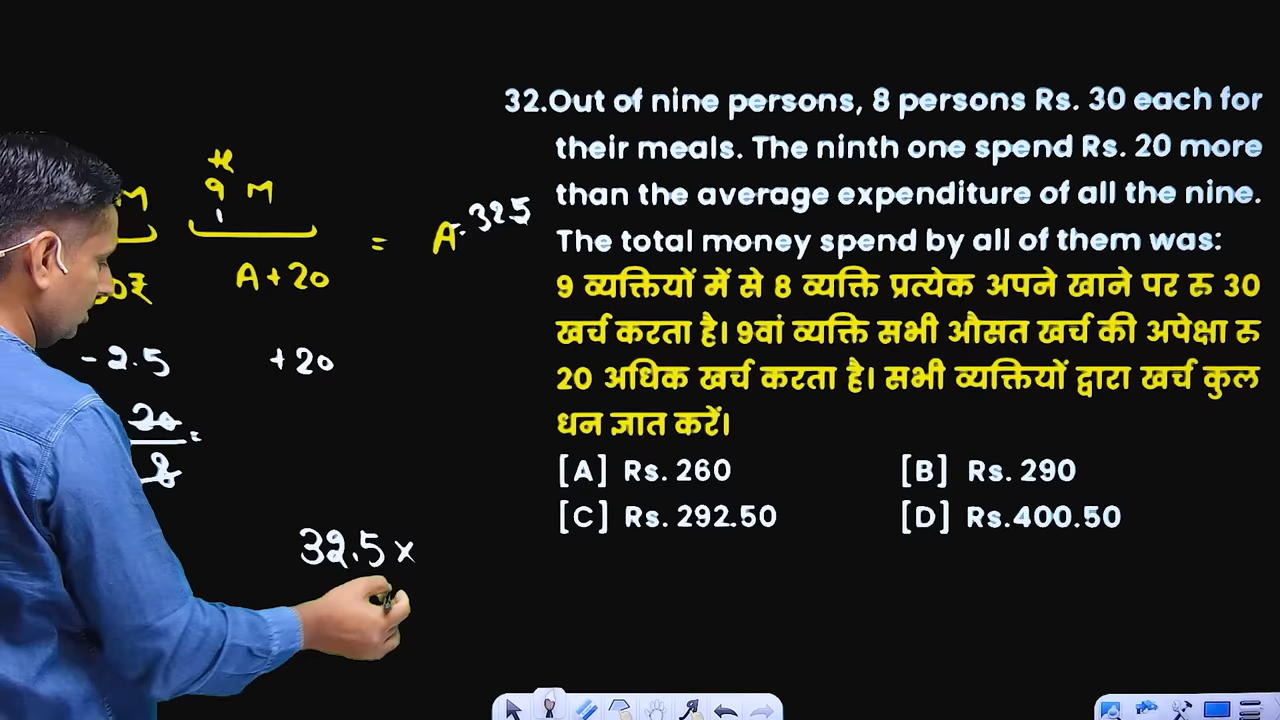 32.Out of nine persons, 8 persons Rs. 30 each for
their meals. The ninth one spend Rs. 20 more
than the average expenditure of all the nine.
The total money spend by all of them was:
9 व्यक्तियों में से 8 व्यक्ति प्रत्येक अपने खाने पर रु 30
खर्च करता है। 9वां व्यक्ति सभी औसत खर्च की अपेक्षा रु
20 अधिक खर्च करता है। सभी व्यक्तियों द्वारा खर्च कुल
धन ज्ञात करें।
[A] Rs. 260 [B] Rs. 290
[C] Rs. 292.50 [D] Rs.400.50
M 9 M
= A = 32.5
A+20
-2.5 +20
20
8 =
32.5 x